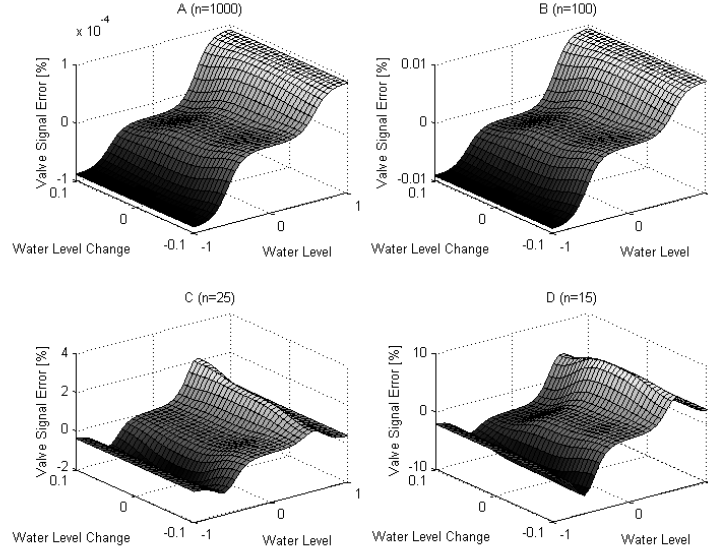 A (n=1000)
x 10^-4
1
0
-1
Valve Signal Error [%]
0.1
0
-0.1
Water Level Change
-1
0
1
Water Level
B (n=100)
0.01
0
-0.01
Valve Signal Error [%]
0.1
0
-0.1
Water Level Change
-1
0
Water Level
C (n=25)
4
2
0
-2
Valve Signal Error [%]
0.1
0
-0.1
Water Level Change
-1
0
1
Water Level
D (n=15)
10
0
-10
Valve Signal Error [%]
0.1
0
-0.1
Water Level Change
-1
0
Water Level